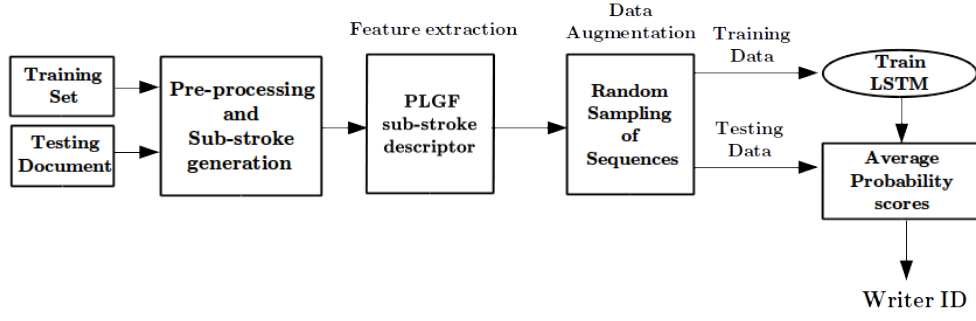 Training
Set
Testing
Document
Pre-processing
and
Sub-stroke
generation
Feature extraction
PLGF
sub-stroke
descriptor
Data
Augmentation
Random
Sampling
of
Sequences
Training
Data
Testing
Data
Train
LSTM
Average
Probability
scores
Writer ID